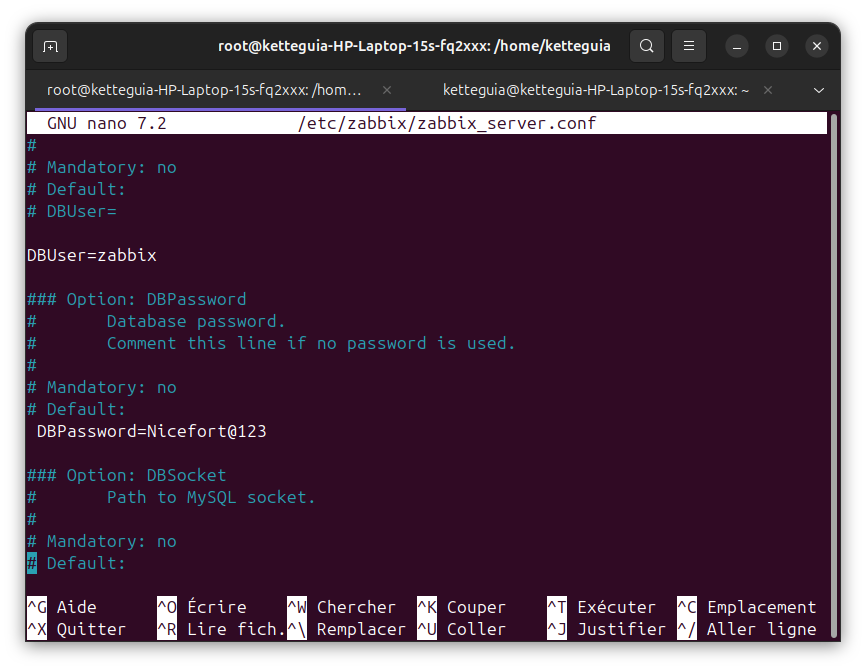 root@ketteguia-HP-Laptop-15s-fq2xxx: /home/ketteguia
root@ketteguia-HP-Laptop-15s-fq2xxx: /hom… ketteguia@ketteguia-HP-Laptop-15s-fq2xxx: ~
GNU nano 7.2 /etc/zabbix/zabbix_server.conf
#
# Mandatory: no
# Default:
# DBUser=
DBUser=zabbix
### Option: DBPassword
# Database password.
# Comment this line if no password is used.
#
# Mandatory: no
# Default:
DBPassword=Nicefort@123
### Option: DBSocket
# Path to MySQL socket.
#
# Mandatory: no
# Default:
^G Aide ^O Écrire ^W Chercher ^K Couper ^T Exécuter ^C Emplacement
^X Quitter ^R Lire fich. ^\ Remplacer ^U Coller ^J Justifier ^/ Aller ligne